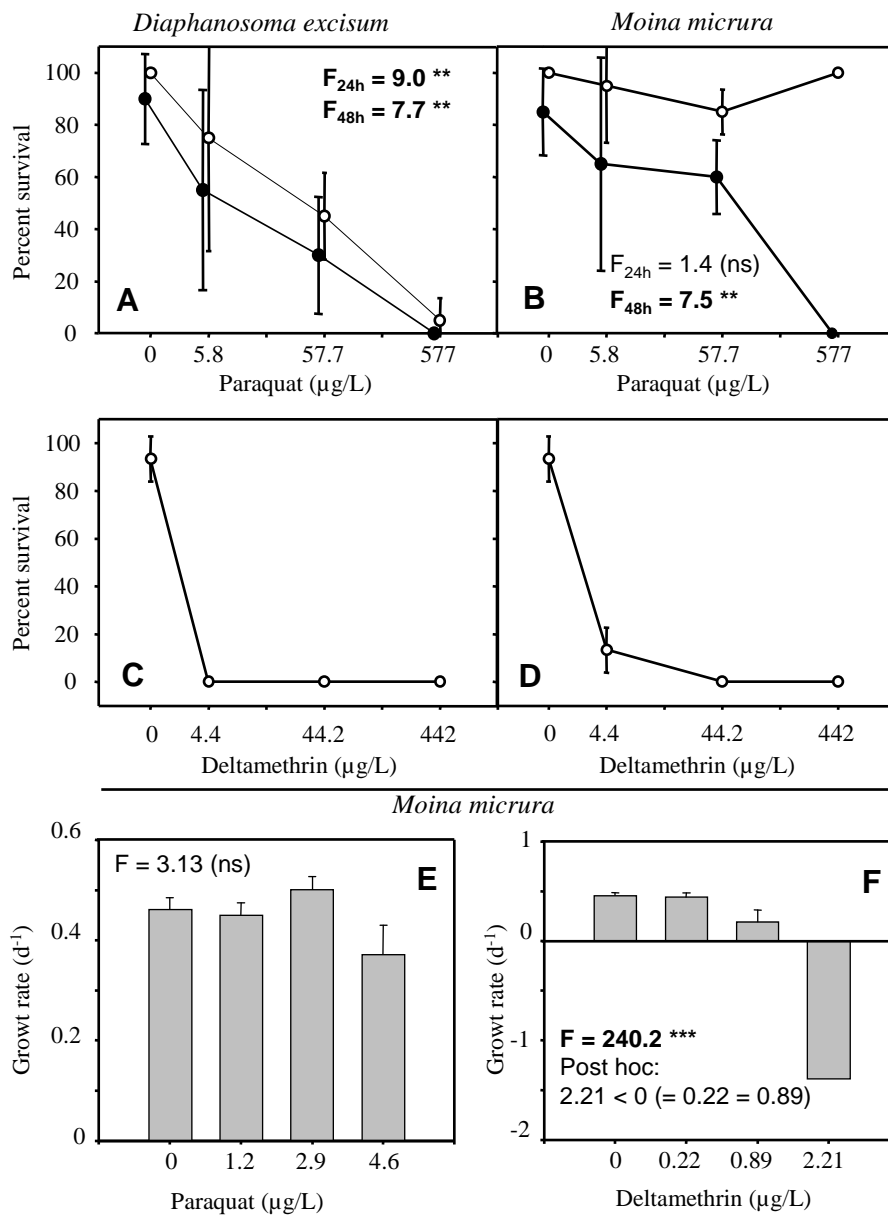 Diaphanosoma excisum
Moina micrura
Percent survival
100
80
60
40
20
0
F24h = 9.0 **
F48h = 7.7 **
A
0 5.8 57.7 577
Paraquat (µg/L)
F24h = 1.4 (ns)
F48h = 7.5 **
B
0 5.8 57.7 577
Paraquat (µg/L)
Percent survival
100
80
60
40
20
0
C
0 4.4 44.2 442
Deltamethrin (µg/L)
D
0 4.4 44.2 442
Deltamethrin (µg/L)
Moina micrura
Growt rate (d-1)
0.6
0.4
0.2
0
F = 3.13 (ns)
E
0 1.2 2.9 4.6
Paraquat (µg/L)
Growt rate (d-1)
1
0
-1
-2
F
F = 240.2 ***
Post hoc:
2.21 < 0 (= 0.22 = 0.89)
0 0.22 0.89 2.21
Deltamethrin (µg/L)